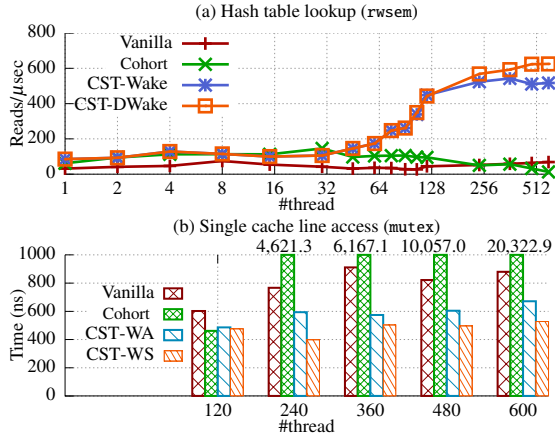 (a) Hash table lookup (rwsem)
Reads/µsec
800
600
400
200
0
Vanilla
Cohort
CST-Wake
CST-DWake
1 2 4 8 16 32 64 128 256 512
#thread
(b) Single cache line access (mutex)
Time (ns)
1000
800
600
400
200
0
4,621.3 6,167.1 10,057.0 20,322.9
Vanilla
Cohort
CST-WA
CST-WS
120 240 360 480 600
#thread